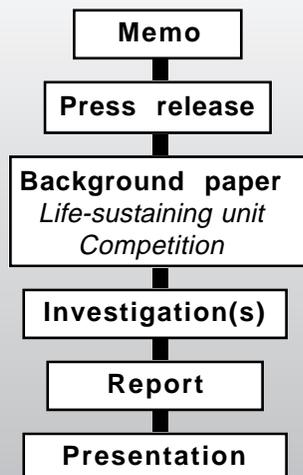 Memo
Press release
Background paper
Life-sustaining unit
Competition
Investigation(s)
Report
Presentation